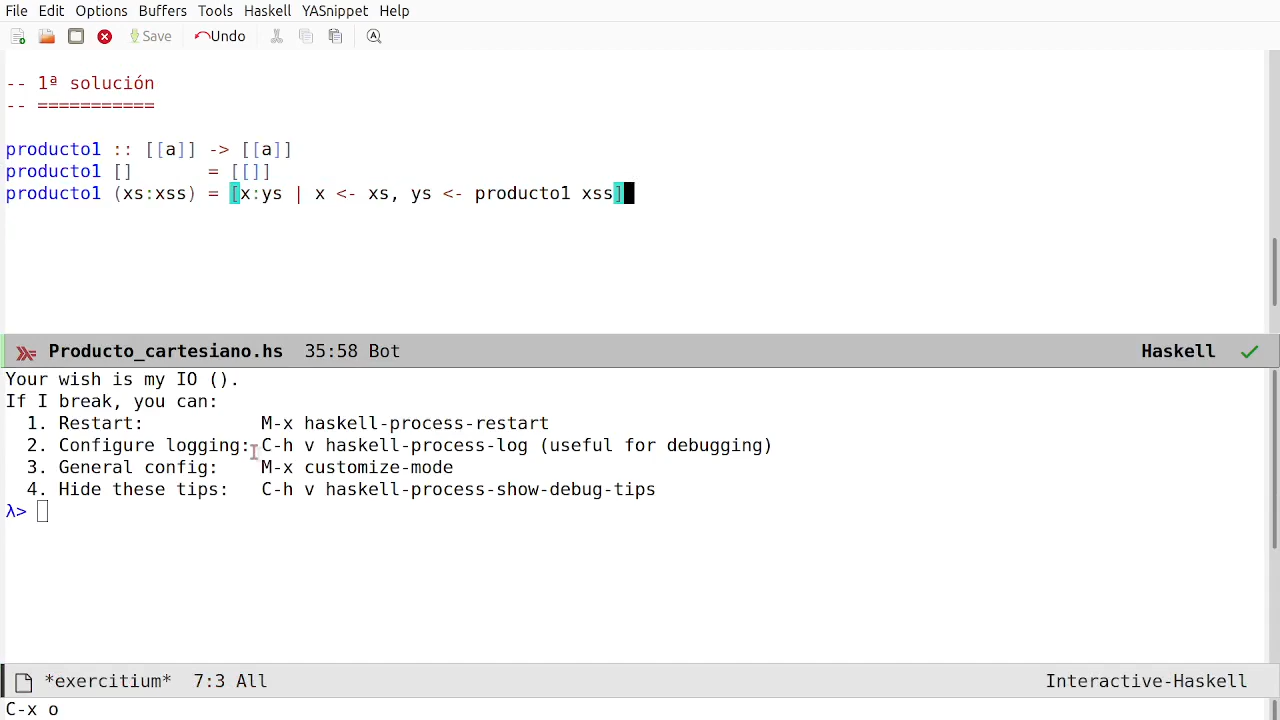 File Edit Options Buffers Tools Haskell YASnippet Help
Save Undo
-- 1ª solución
-- ===========
producto1 :: [[a]] -> [[a]]
producto1 []       = [[]]
producto1 (xs:xss) = [x:ys | x <- xs, ys <- producto1 xss]
Producto_cartesiano.hs 35:58 Bot Haskell
Your wish is my IO ().
If I break, you can:
  1. Restart:           M-x haskell-process-restart
  2. Configure logging: C-h v haskell-process-log (useful for debugging)
  3. General config:    M-x customize-mode
  4. Hide these tips:   C-h v haskell-process-show-debug-tips
λ>
*exercitium* 7:3 All Interactive-Haskell
C-x o